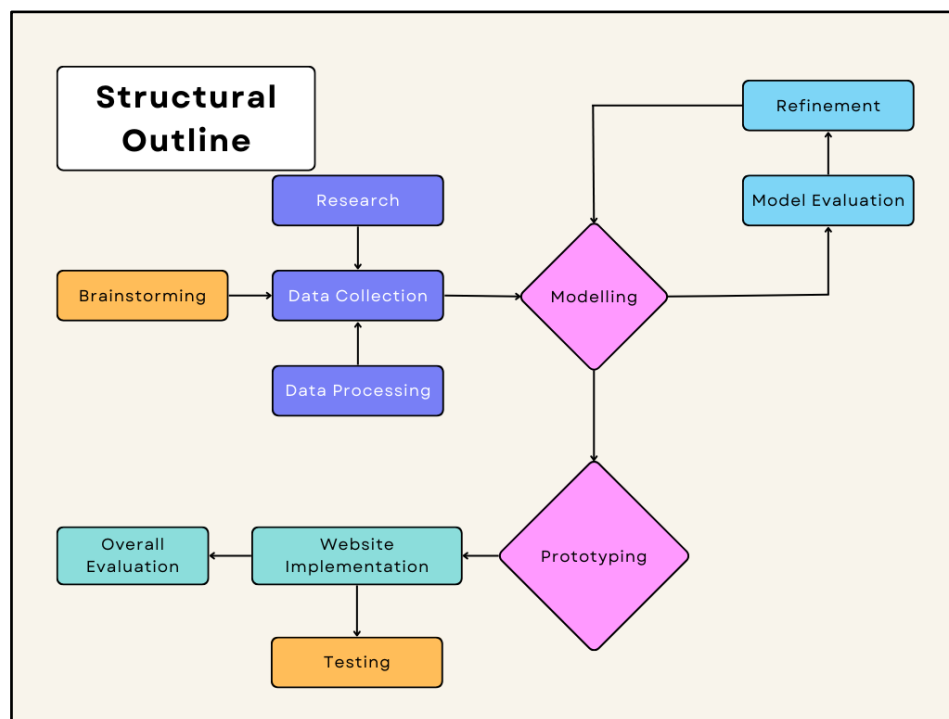 Structural
Outline
Refinement
Research
Model Evaluation
Brainstorming
Data Collection
Modelling
Data Processing
Overall
Evaluation
Website
Implementation
Prototyping
Testing